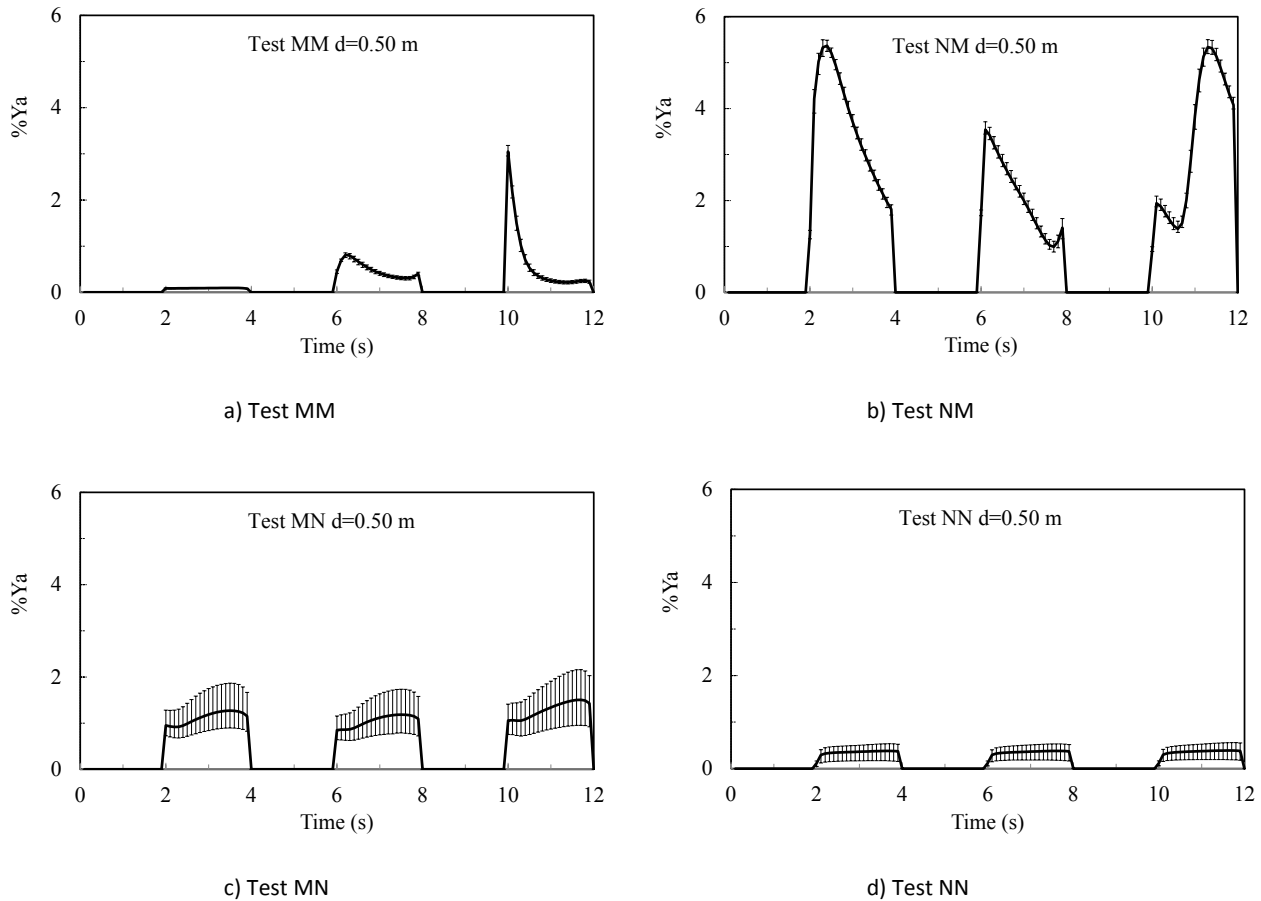 6
Test MM d=0.50 m
4
%Ya
2
0
0 2 4 6 8 10 12
Time (s)
a) Test MM
6
Test NM d=0.50 m
4
%Ya
2
0
0 2 4 6 8 10 12
Time (s)
b) Test NM
6
Test MN d=0.50 m
4
%Ya
2
0
0 2 4 6 8 10 12
Time (s)
c) Test MN
6
Test NN d=0.50 m
4
%Ya
2
0
0 2 4 6 8 10 12
Time (s)
d) Test NN